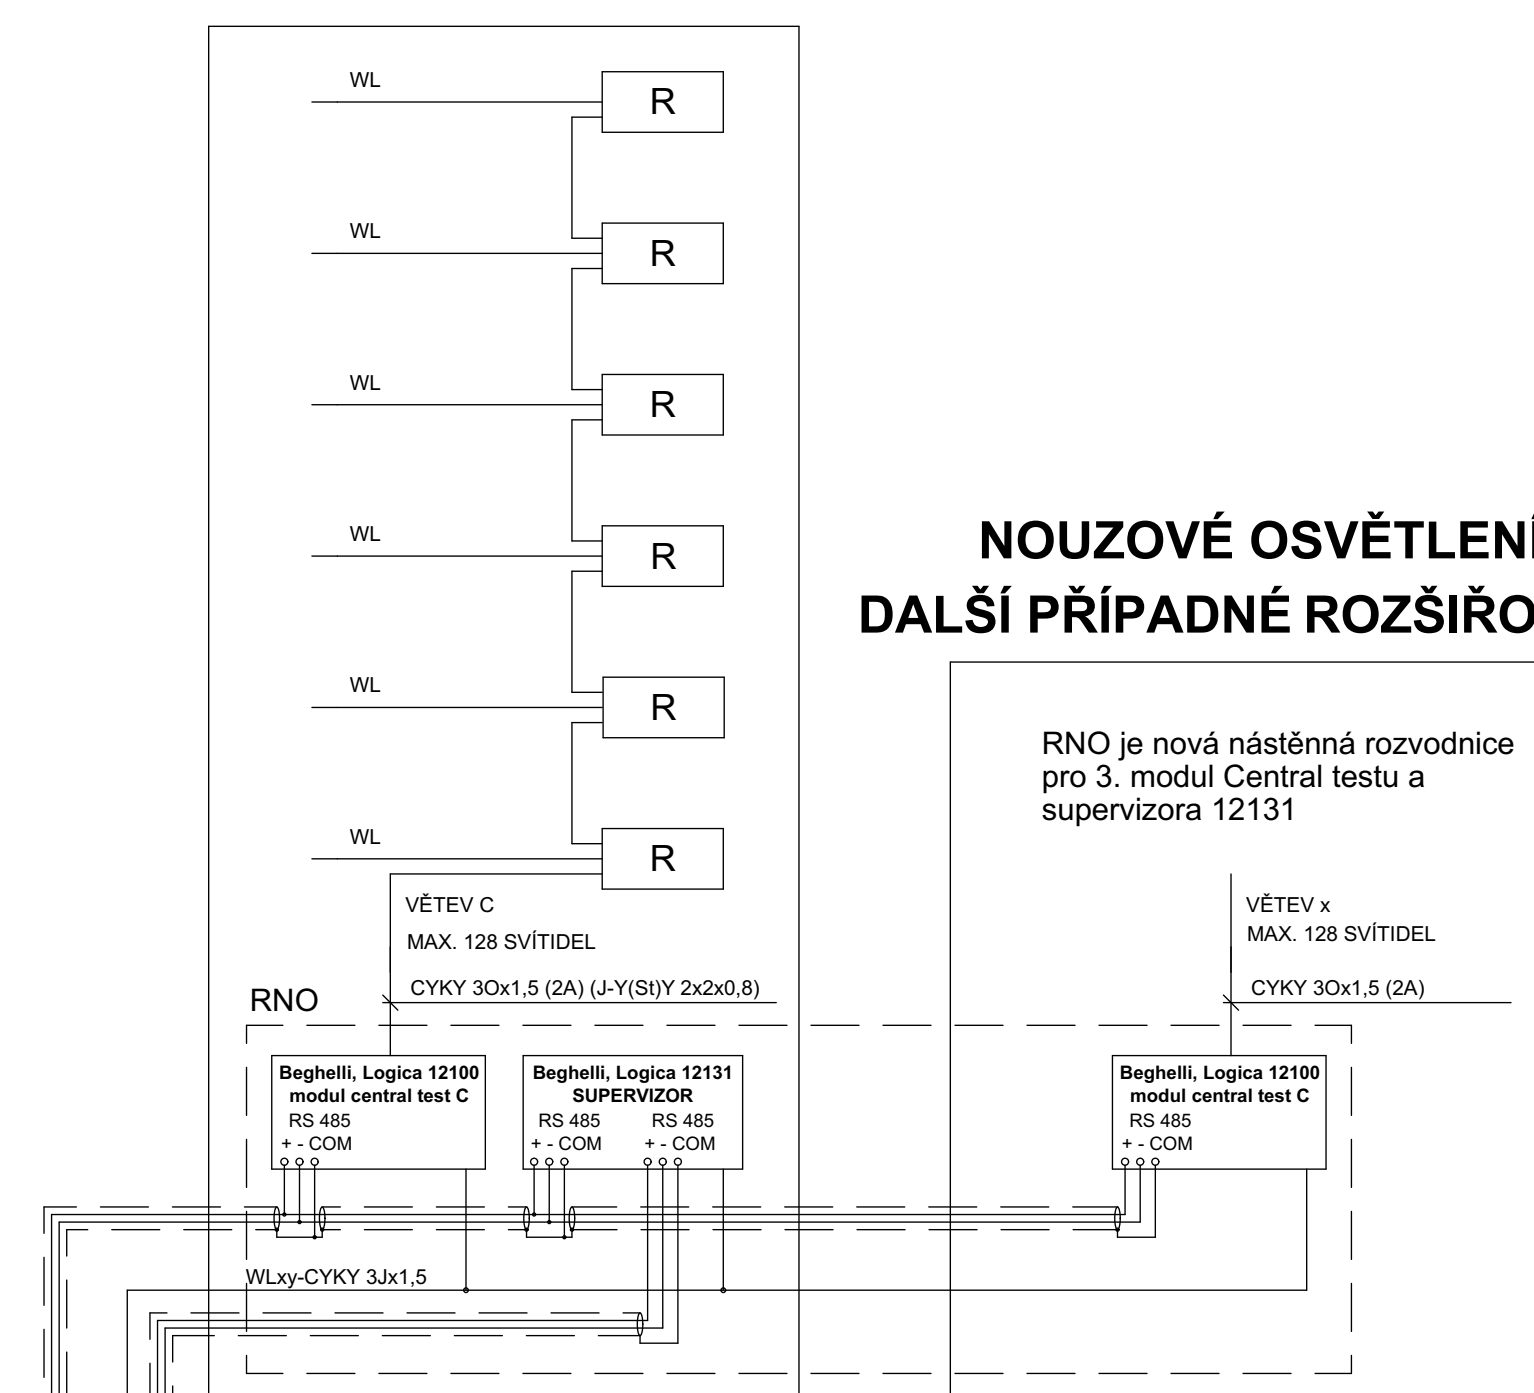 WL
R
WL
R
WL
R
WL
R
WL
R
WL
R
NOUZOVÉ OSVĚTLENÍ
DALŠÍ PŘÍPADNÉ ROZŠIŘO
RNO je nová nástěnná rozvodnice
pro 3. modul Central testu a
supervizora 12131
VĚTEV C
MAX. 128 SVÍTIDEL
CYKY 3Ox1,5 (2A) (J-Y(St)Y 2x2x0,8)
VĚTEV x
MAX. 128 SVÍTIDEL
CYKY 3Ox1,5 (2A)
RNO
Beghelli, Logica 12100
modul central test C
RS 485
+ - COM
Beghelli, Logica 12131
SUPERVIZOR
RS 485 RS 485
+ - COM + - COM
Beghelli, Logica 12100
modul central test C
RS 485
+ - COM
WLxy-CYKY 3Jx1,5